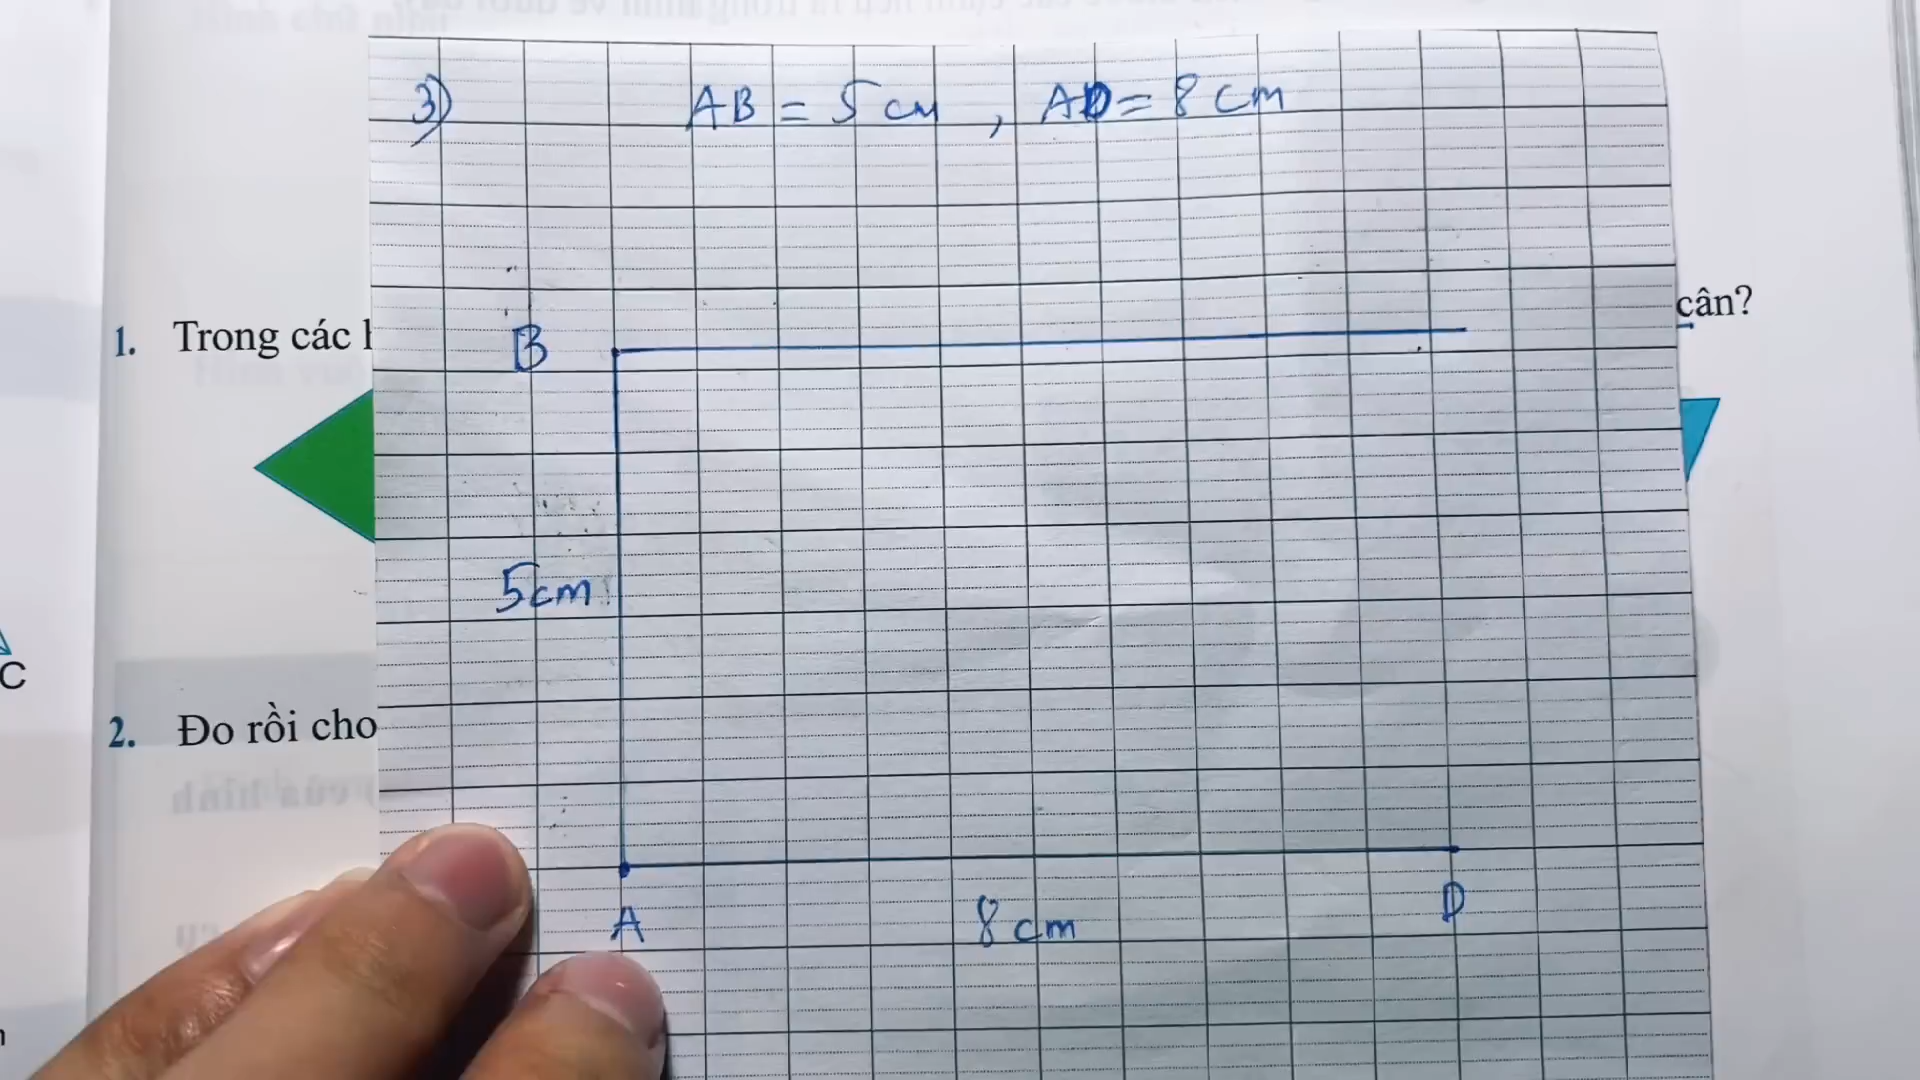 3) AB = 5 cm , AD = 8 cm
cân?
1. Trong các
B
5cm
C
2. Đo rồi cho
A 8 cm D